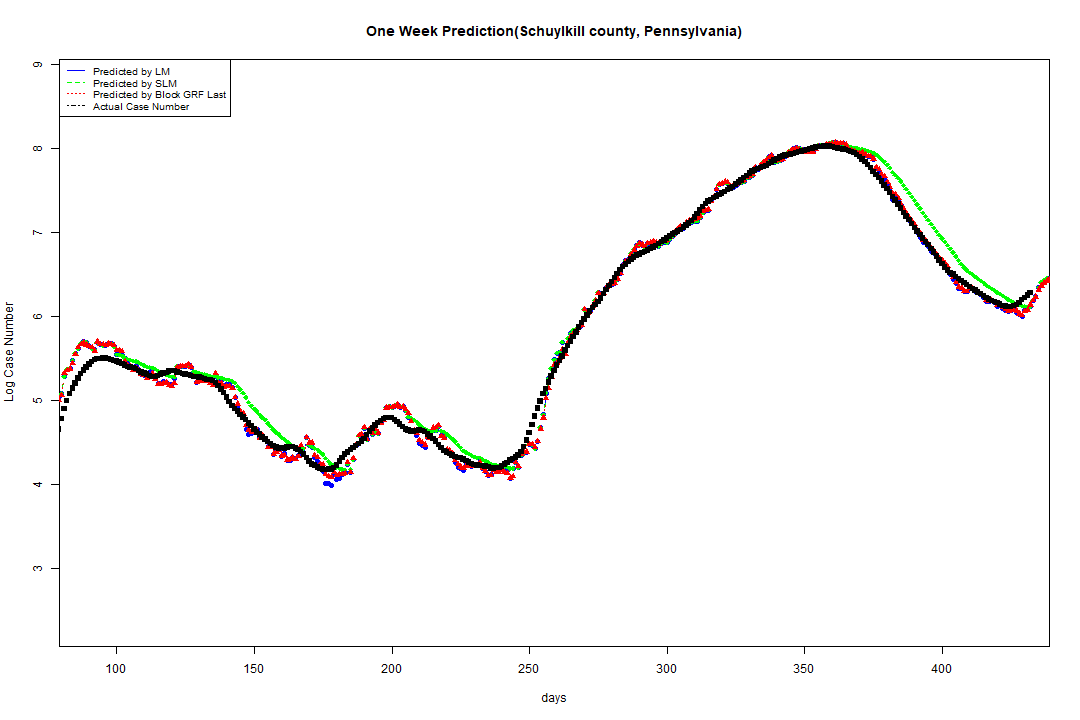 One Week Prediction(Schuylkill county, Pennsylvania)
Predicted by LM
Predicted by SLM
Predicted by Block GRF Last
Actual Case Number
9
8
7
6
5
4
3
Log Case Number
100 150 200 250 300 350 400
days